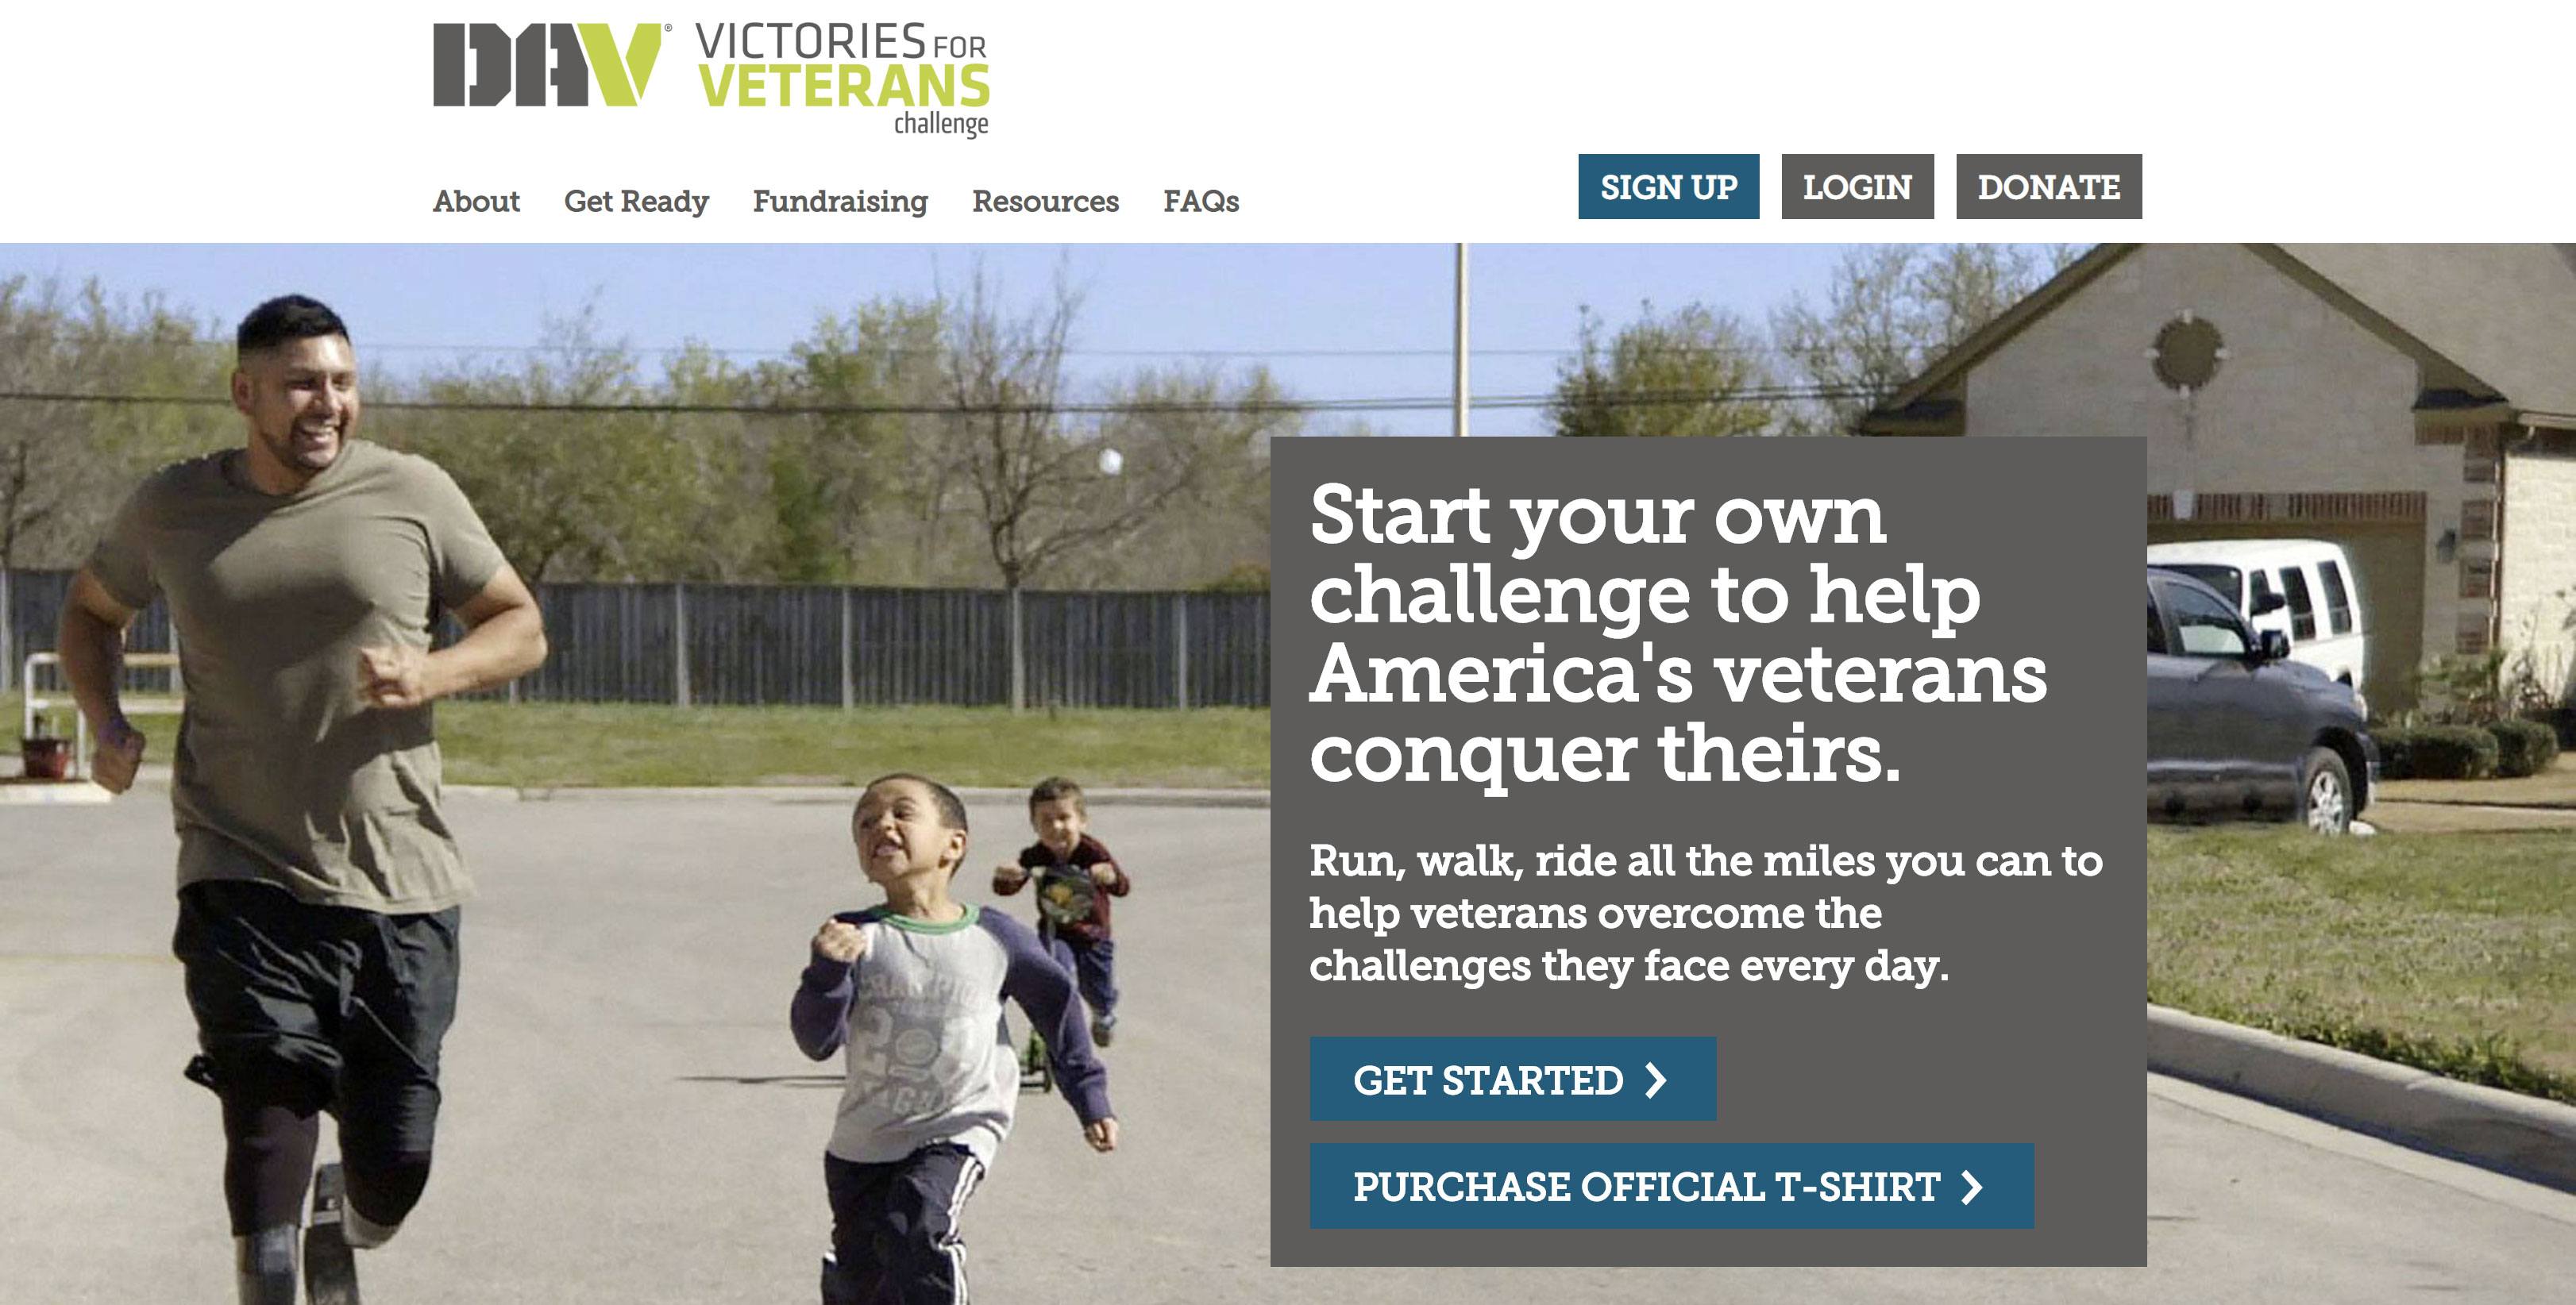 DAV®
VICTORIES FOR
VETERANS
challenge
About Get Ready Fundraising Resources FAQs
SIGN UP LOGIN DONATE
Start your own
challenge to help
America's veterans
conquer theirs.
Run, walk, ride all the miles you can to
help veterans overcome the
challenges they face every day.
GET STARTED
PURCHASE OFFICIAL T-SHIRT